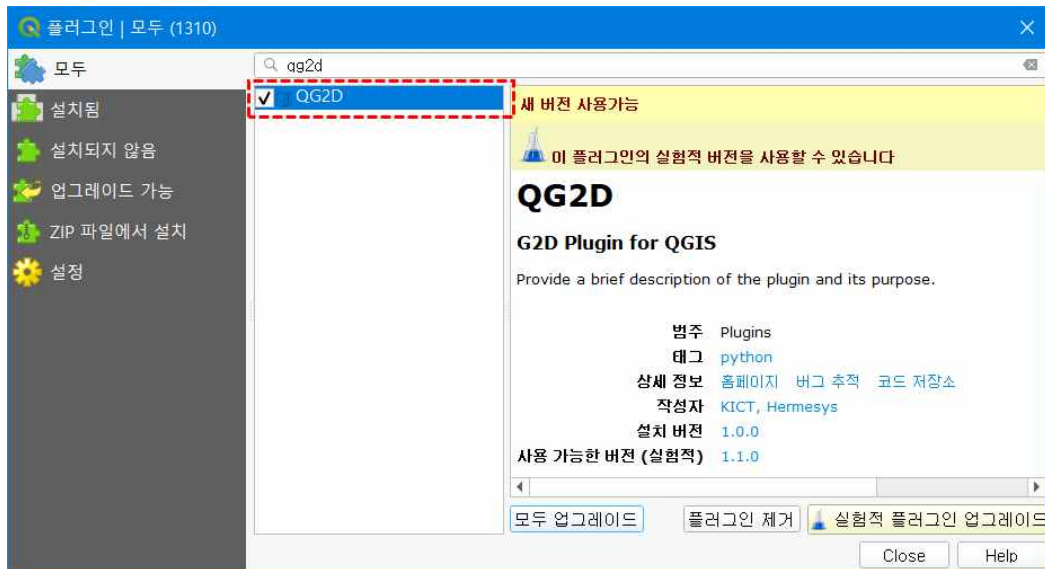 플러그인 | 모두 (1310)
모두
설치됨
설치되지 않음
업그레이드 가능
ZIP 파일에서 설치
설정
qg2d
QG2D
새 버전 사용가능
이 플러그인의 실험적 버전을 사용할 수 있습니다
QG2D
G2D Plugin for QGIS
Provide a brief description of the plugin and its purpose.
범주 Plugins
태그 python
상세 정보 홈페이지 버그 추적 코드 저장소
작성자 KICT, Hermesys
설치 버전 1.0.0
사용 가능한 버전 (실험적) 1.1.0
모두 업그레이드 플러그인 제거 실험적 플러그인 업그레이드
Close Help